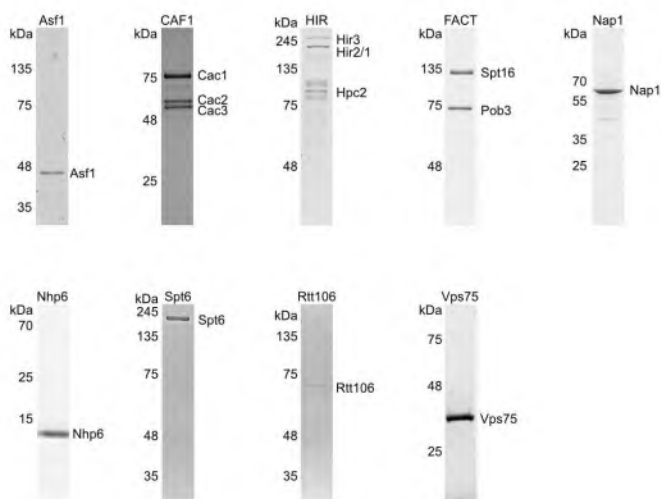 Asf1
kDa
135
75
48
35
Asf1
CAF1
kDa
75
48
25
Cac1
Cac2
Cac3
HIR
kDa
245
135
75
48
Hir3
Hir2/1
Hpc2
FACT
kDa
135
75
48
Spt16
Pob3
Nap1
kDa
70
55
35
25
Nap1
Nhp6
kDa
70
25
15
Nhp6
Spt6
kDa
245
135
75
48
35
Spt6
Rtt106
kDa
135
75
48
35
Rtt106
Vps75
kDa
75
48
25
Vps75